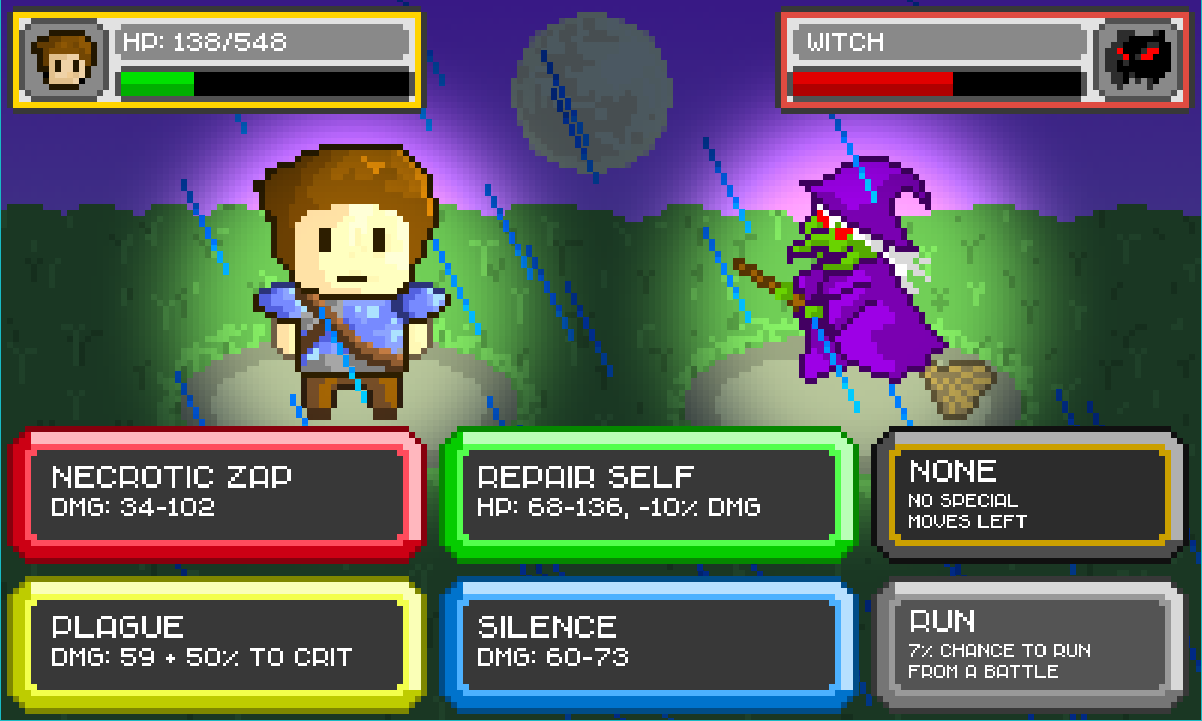 HP: 138/548
WITCH
NECROTIC ZAP
DMG: 34-102
REPAIR SELF
HP: 68-136, -10% DMG
NONE
NO SPECIAL
MOVES LEFT
PLAGUE
DMG: 59 + 50% TO CRIT
SILENCE
DMG: 60-73
RUN
7% CHANCE TO RUN
FROM A BATTLE